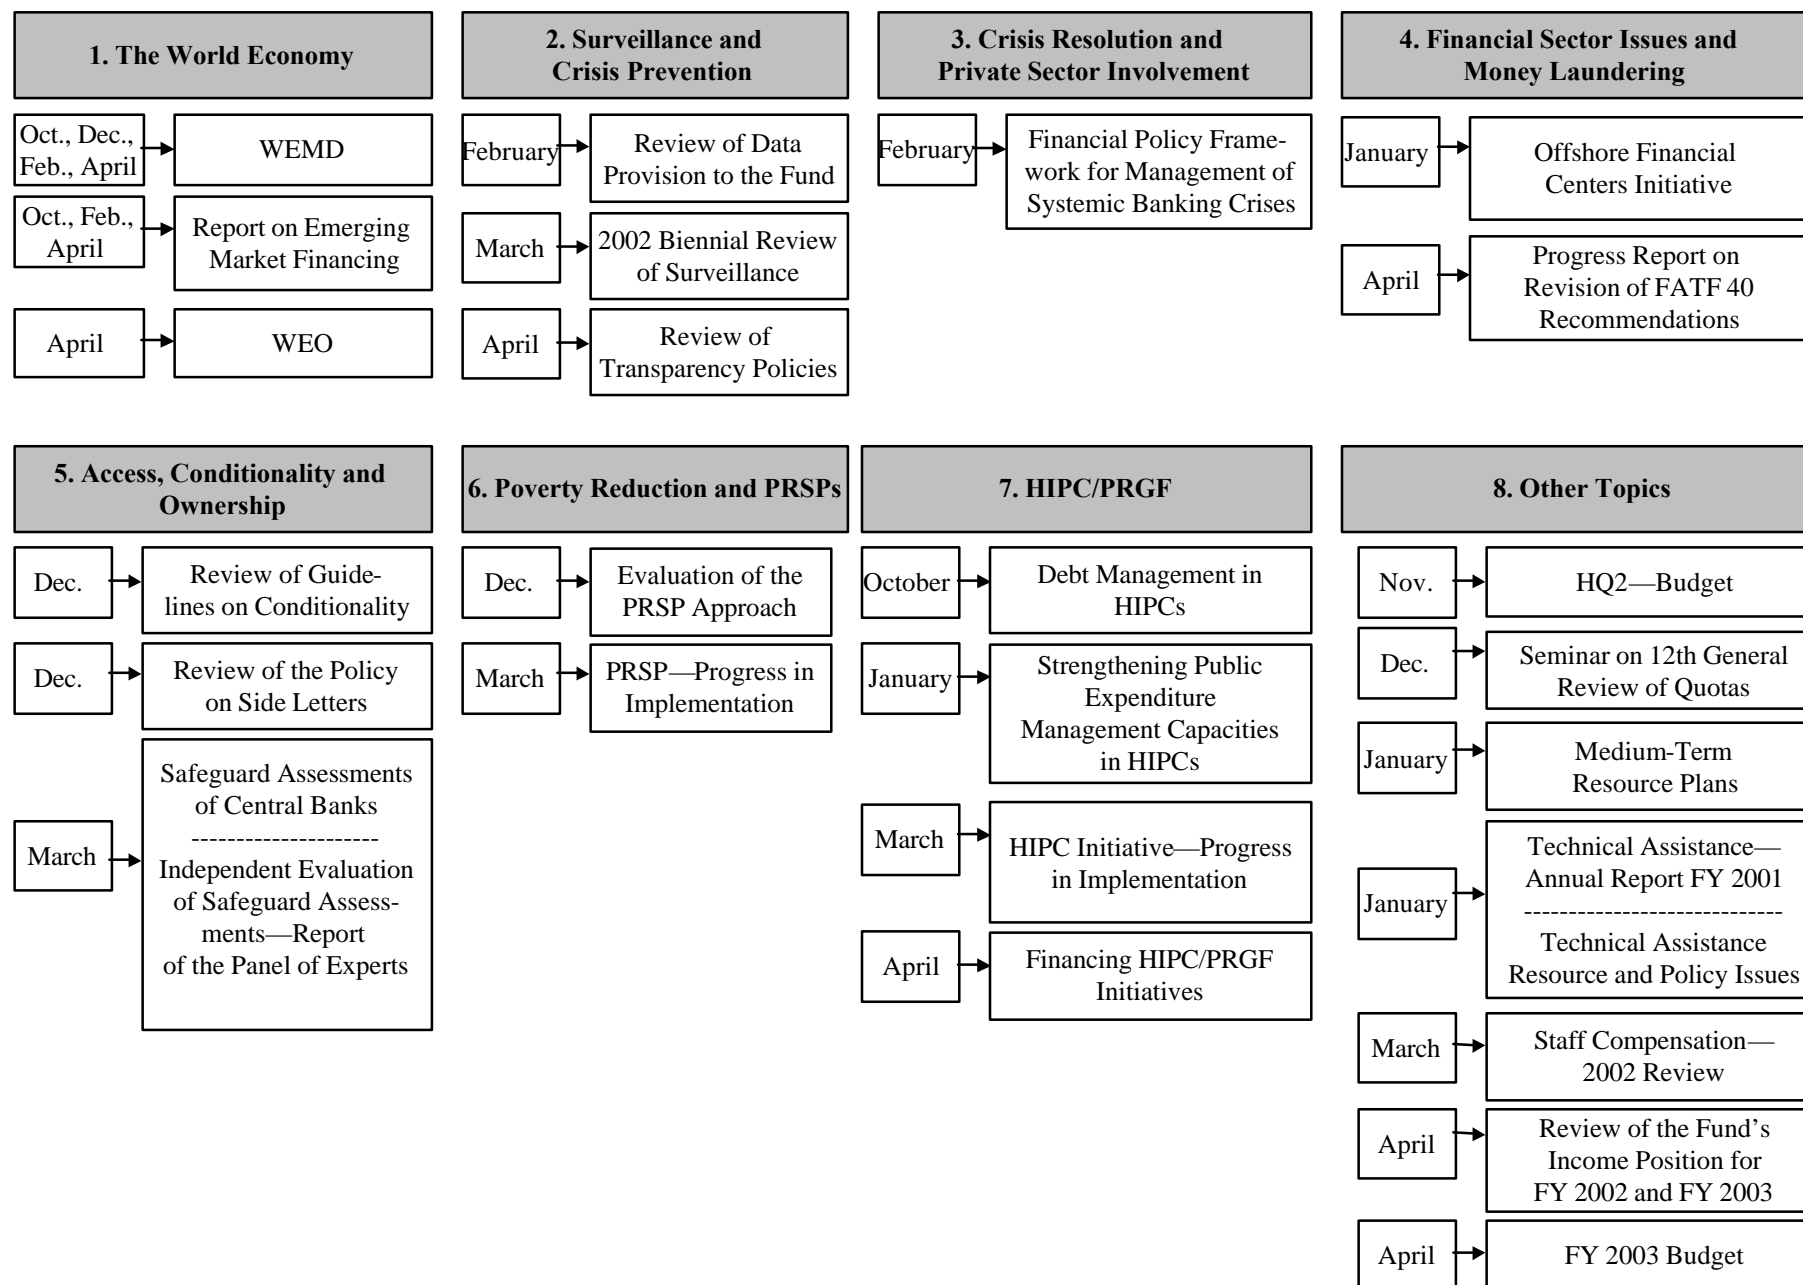 1. The World Economy
Oct., Dec.,
Feb., April
WEMD
Oct., Feb.,
April
Report on Emerging
Market Financing
April
WEO
2. Surveillance and
Crisis Prevention
February
Review of Data
Provision to the Fund
March
2002 Biennial Review
of Surveillance
April
Review of
Transparency Policies
3. Crisis Resolution and
Private Sector Involvement
February
Financial Policy Frame-
work for Management of
Systemic Banking Crises
4. Financial Sector Issues and
Money Laundering
January
Offshore Financial
Centers Initiative
April
Progress Report on
Revision of FATF 40
Recommendations
5. Access, Conditionality and
Ownership
Dec.
Review of Guide-
lines on Conditionality
Dec.
Review of the Policy
on Side Letters
March
Safeguard Assessments
of Central Banks
---------------------
Independent Evaluation
of Safeguard Assess-
ments—Report
of the Panel of Experts
6. Poverty Reduction and PRSPs
Dec.
Evaluation of the
PRSP Approach
March
PRSP—Progress in
Implementation
7. HIPC/PRGF
October
Debt Management in
HIPCs
January
Strengthening Public
Expenditure
Management Capacities
in HIPCs
March
HIPC Initiative—Progress
in Implementation
April
Financing HIPC/PRGF
Initiatives
8. Other Topics
Nov.
HQ2—Budget
Dec.
Seminar on 12th General
Review of Quotas
January
Medium-Term
Resource Plans
January
Technical Assistance—
Annual Report FY 2001
-----------------------------
Technical Assistance
Resource and Policy Issues
March
Staff Compensation—
2002 Review
April
Review of the Fund’s
Income Position for
FY 2002 and FY 2003
April
FY 2003 Budget